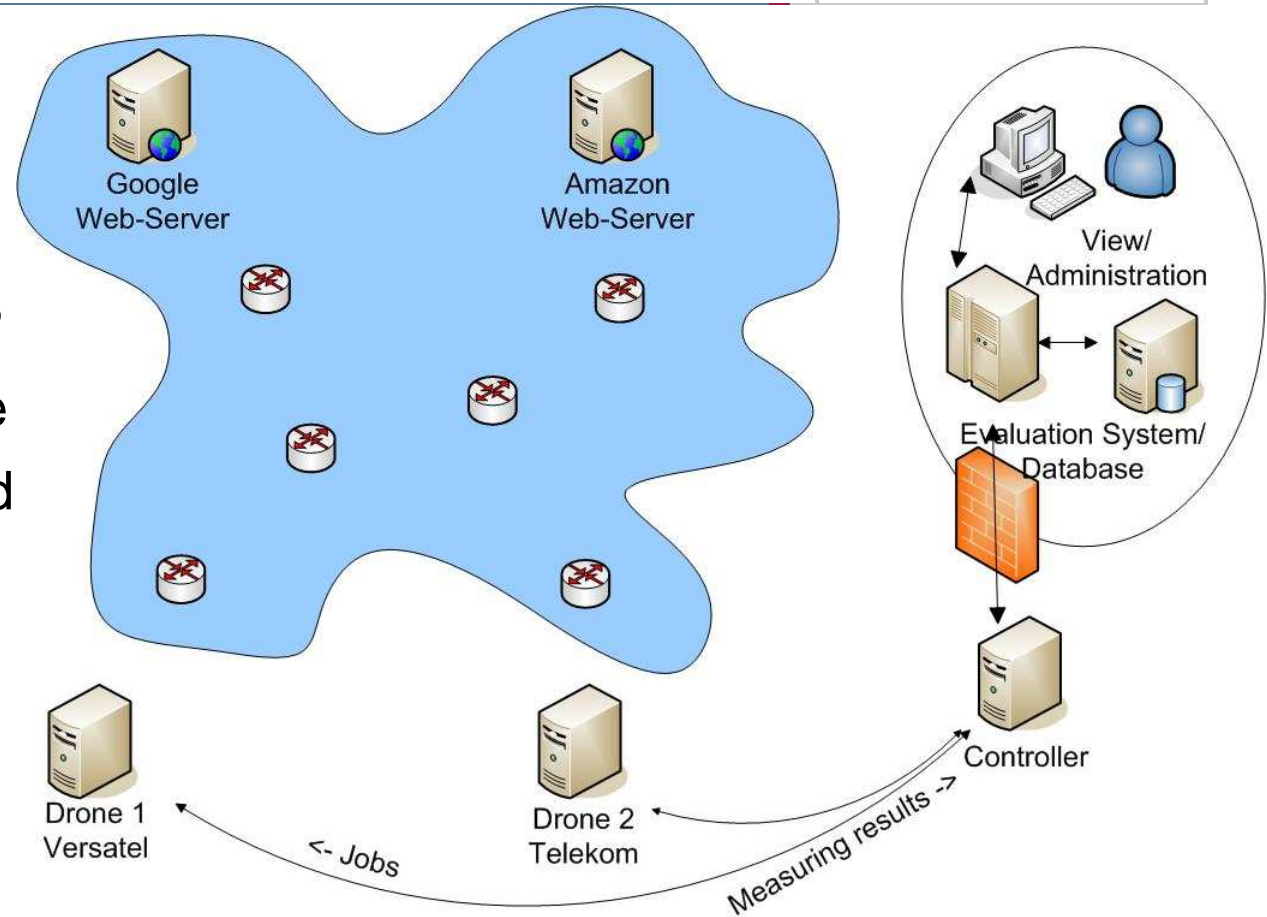 Google
Web-Server
Amazon
Web-Server
View/
Administration
Evaluation System/
Database
Controller
Drone 1
Versatel
Drone 2
Telekom
<- Jobs
Measuring results ->